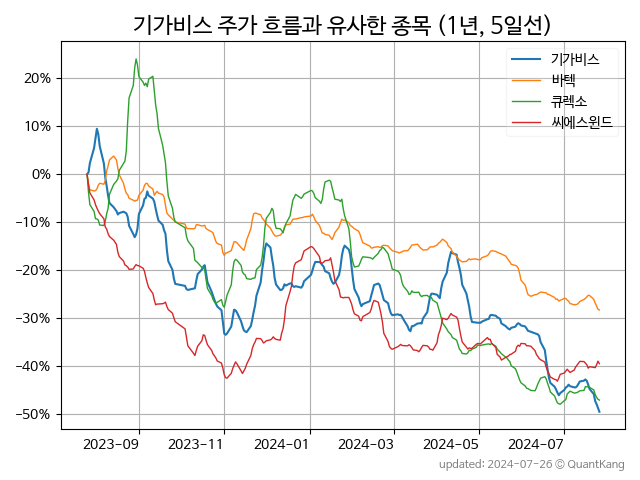 기가비스 주가 흐름과 유사한 종목 (1년, 5일선)
기가비스
바텍
큐렉소
씨에스윈드
20%
10%
0%
−10%
−20%
−30%
−40%
−50%
2023-09
2023-11
2024-01
2024-03
2024-05
2024-07
updated: 2024-07-26 © QuantKang